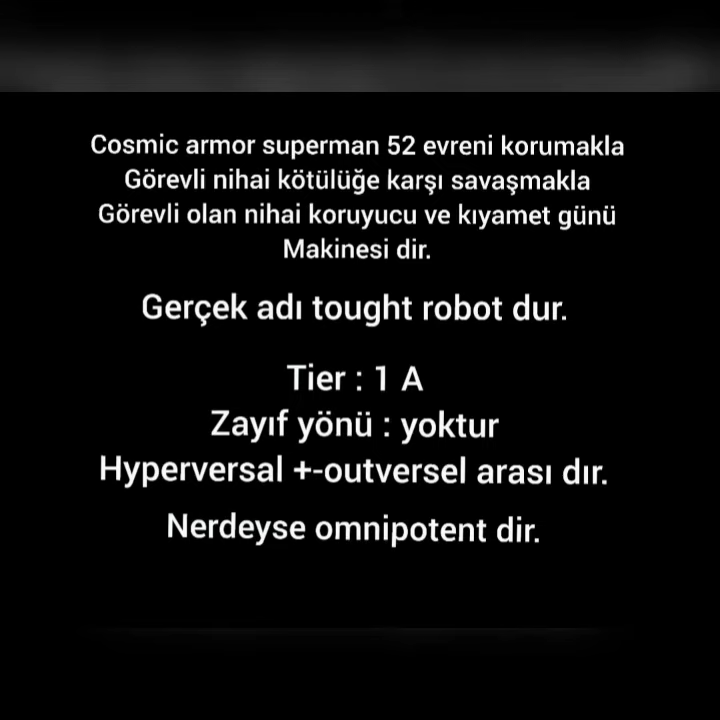 Cosmic armor superman 52 evreni korumakla
Görevli nihai kötülüğe karşı savaşmakla
Görevli olan nihai koruyucu ve kıyamet günü
Makinesi dir.
Gerçek adı tought robot dur.
Tier : 1 A
Zayıf yönü : yoktur
Hyperversal +-outversel arası dır.
Nerdeyse omnipotent dir.